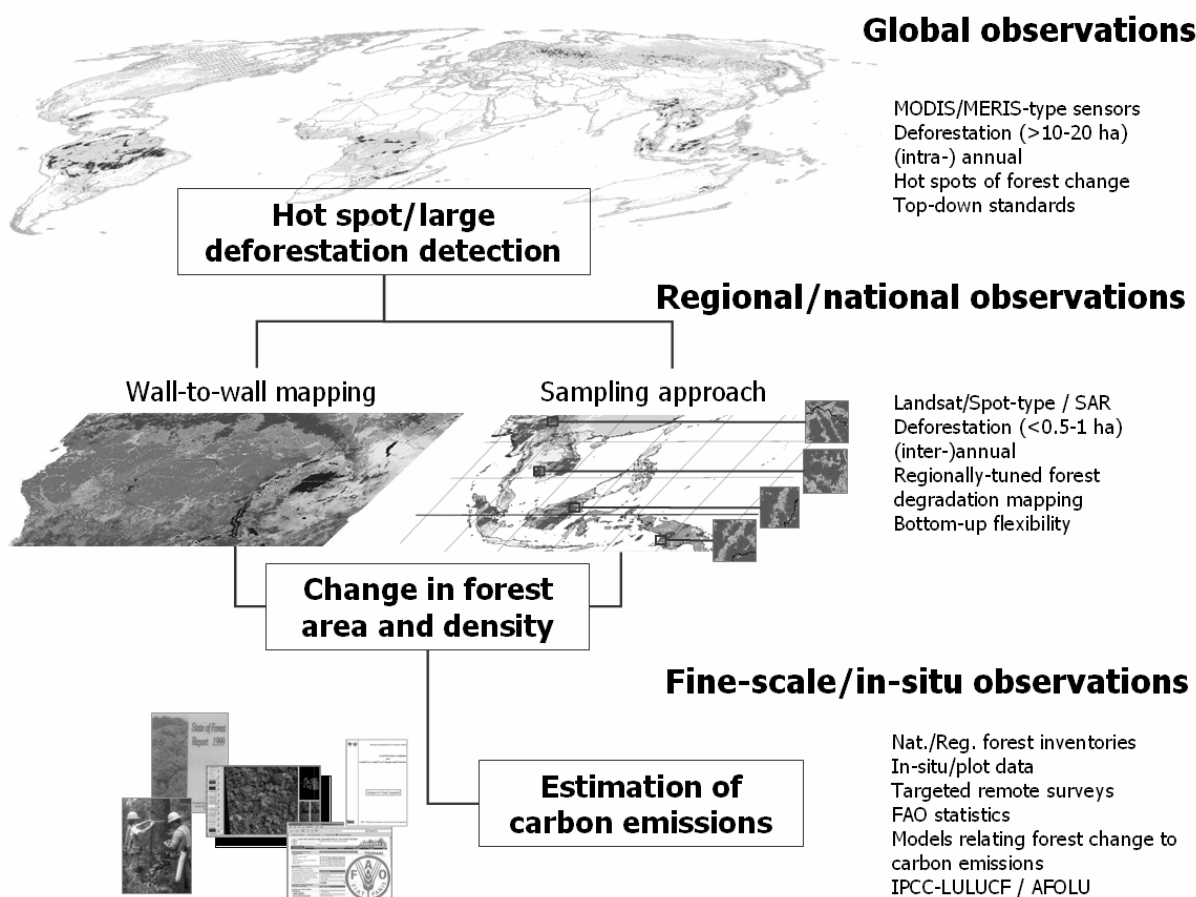 Global observations
MODIS/MERIS-type sensors
Deforestation (>10-20 ha)
(intra-) annual
Hot spots of forest change
Top-down standards
Hot spot/large
deforestation detection
Regional/national observations
Wall-to-wall mapping
Sampling approach
Landsat/Spot-type / SAR
Deforestation (<0.5-1 ha)
(inter-)annual
Regionally-tuned forest
degradation mapping
Bottom-up flexibility
Change in forest
area and density
Fine-scale/in-situ observations
State of Forest
Report 1999
Estimation of
carbon emissions
Nat./Reg. forest inventories
In-situ/plot data
Targeted remote surveys
FAO statistics
Models relating forest change to
carbon emissions
IPCC-LULUCF / AFOLU
F A O
FIAT PANIS